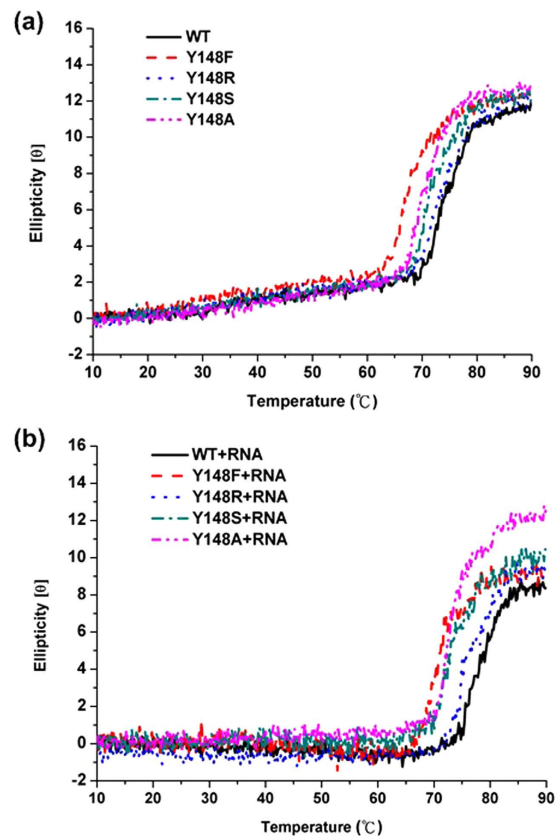 (a)
WT
Y148F
Y148R
Y148S
Y148A
Ellipticity [θ]
16
14
12
10
8
6
4
2
0
-2
10 20 30 40 50 60 70 80 90
Temperature (℃)
(b)
WT+RNA
Y148F+RNA
Y148R+RNA
Y148S+RNA
Y148A+RNA
Ellipticity [θ]
16
14
12
10
8
6
4
2
0
-2
10 20 30 40 50 60 70 80 90
Temperature (℃)